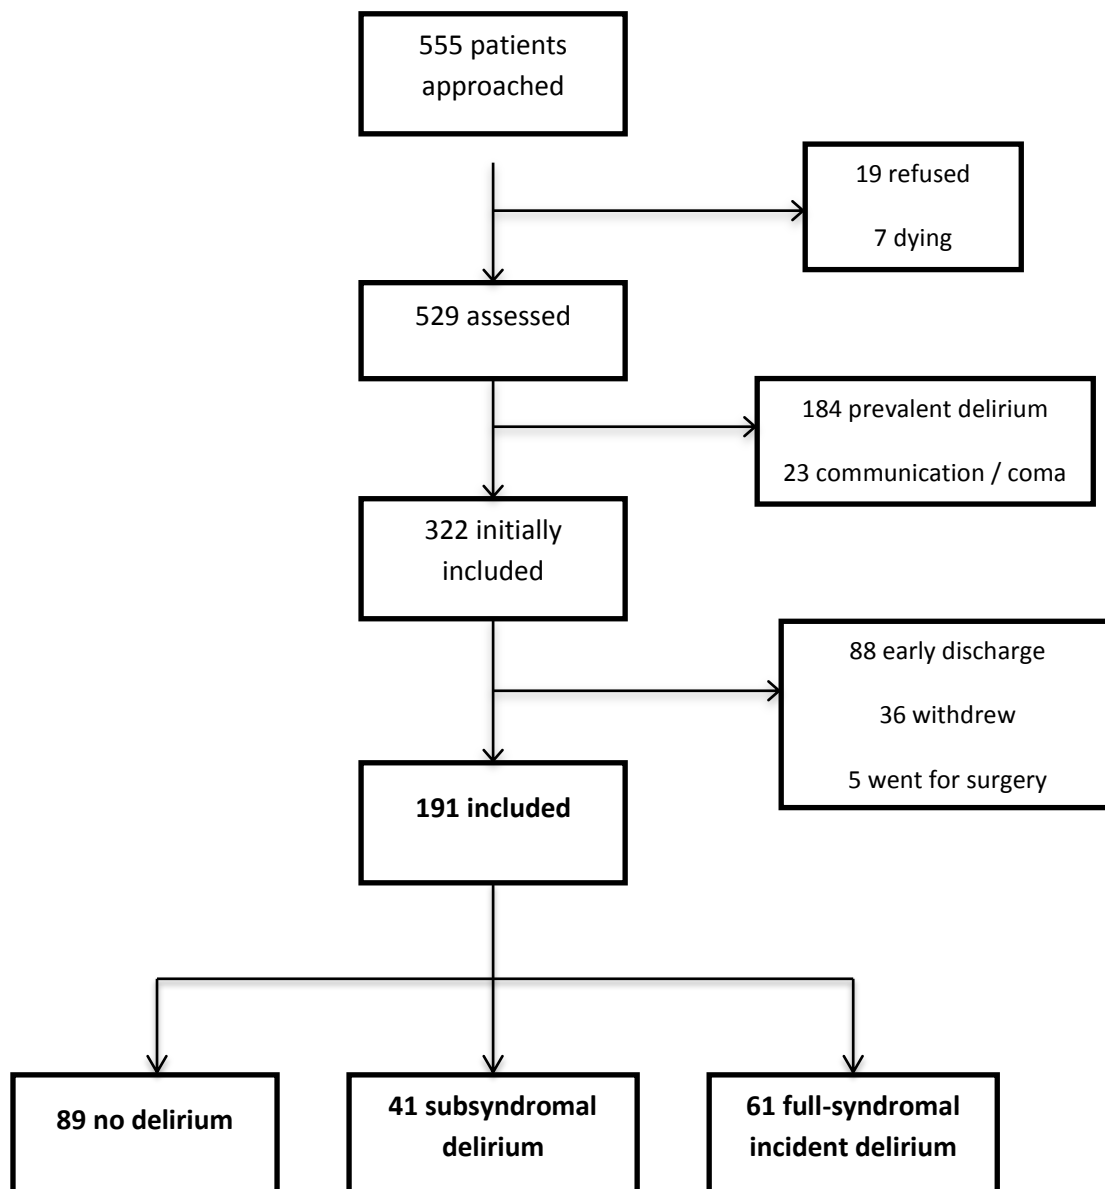 555 patients
approached
19 refused
7 dying
529 assessed
184 prevalent delirium
23 communication / coma
322 initially
included
88 early discharge
36 withdrew
5 went for surgery
191 included
89 no delirium
41 subsyndromal
delirium
61 full-syndromal
incident delirium